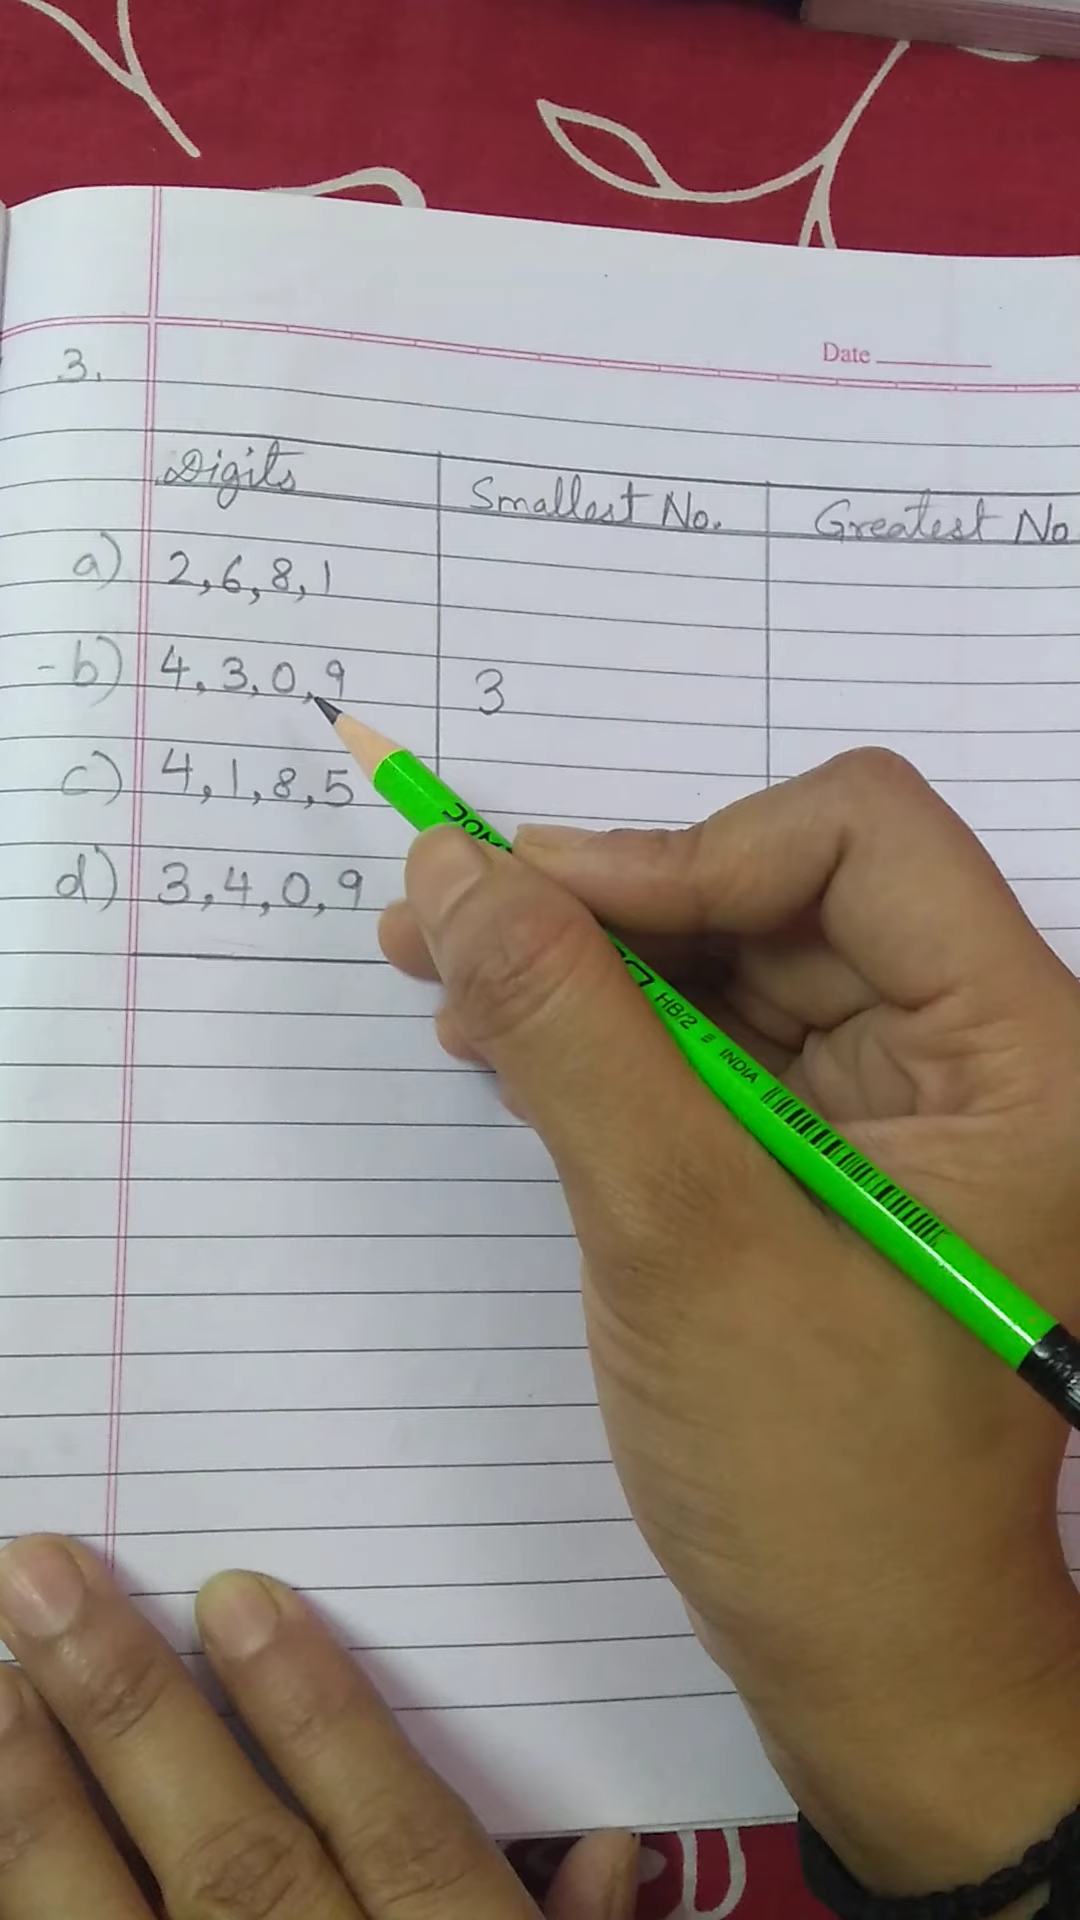 Date
3.
Digits Smallest No. Greatest No
a) 2,6,8,1
-b) 4,3,0,9 3
c) 4,1,8,5
d) 3,4,0,9
HB/2 INDIA